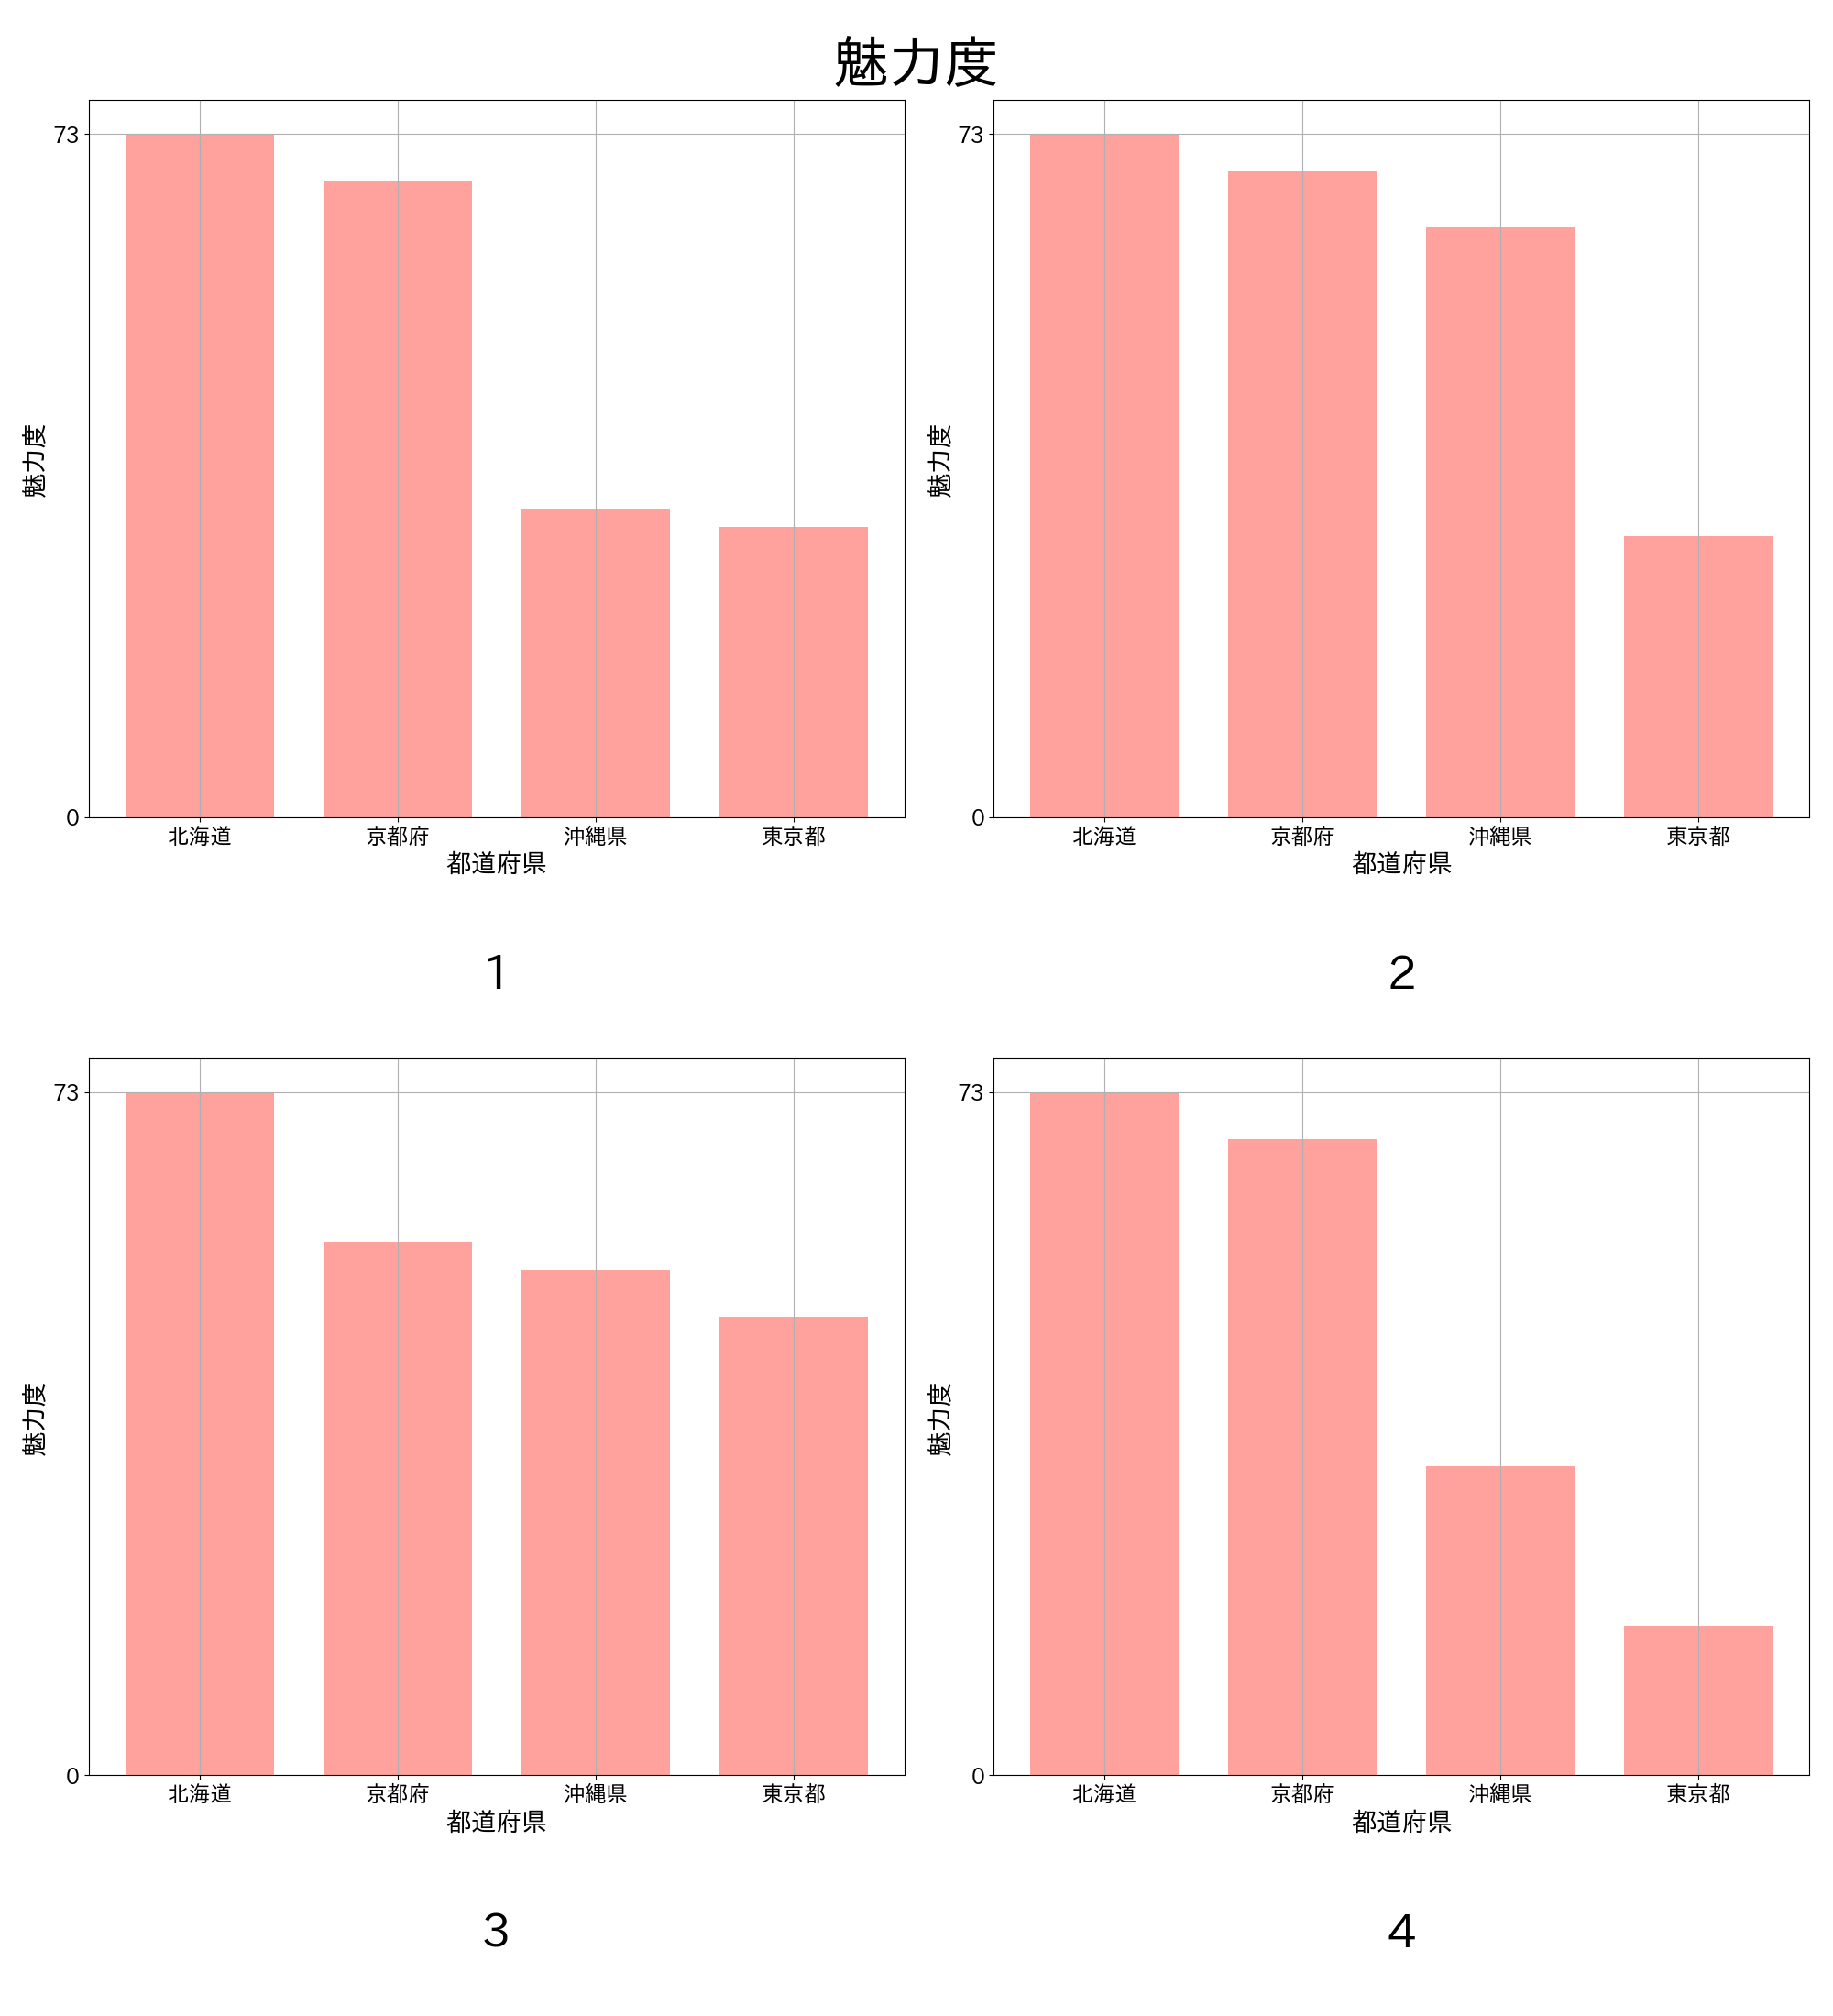 魅力度
73
0
魅力度
北海道 京都府 沖縄県 東京都
都道府県
1
73
0
魅力度
北海道 京都府 沖縄県 東京都
都道府県
2
73
0
魅力度
北海道 京都府 沖縄県 東京都
都道府県
3
73
0
魅力度
北海道 京都府 沖縄県 東京都
都道府県
4